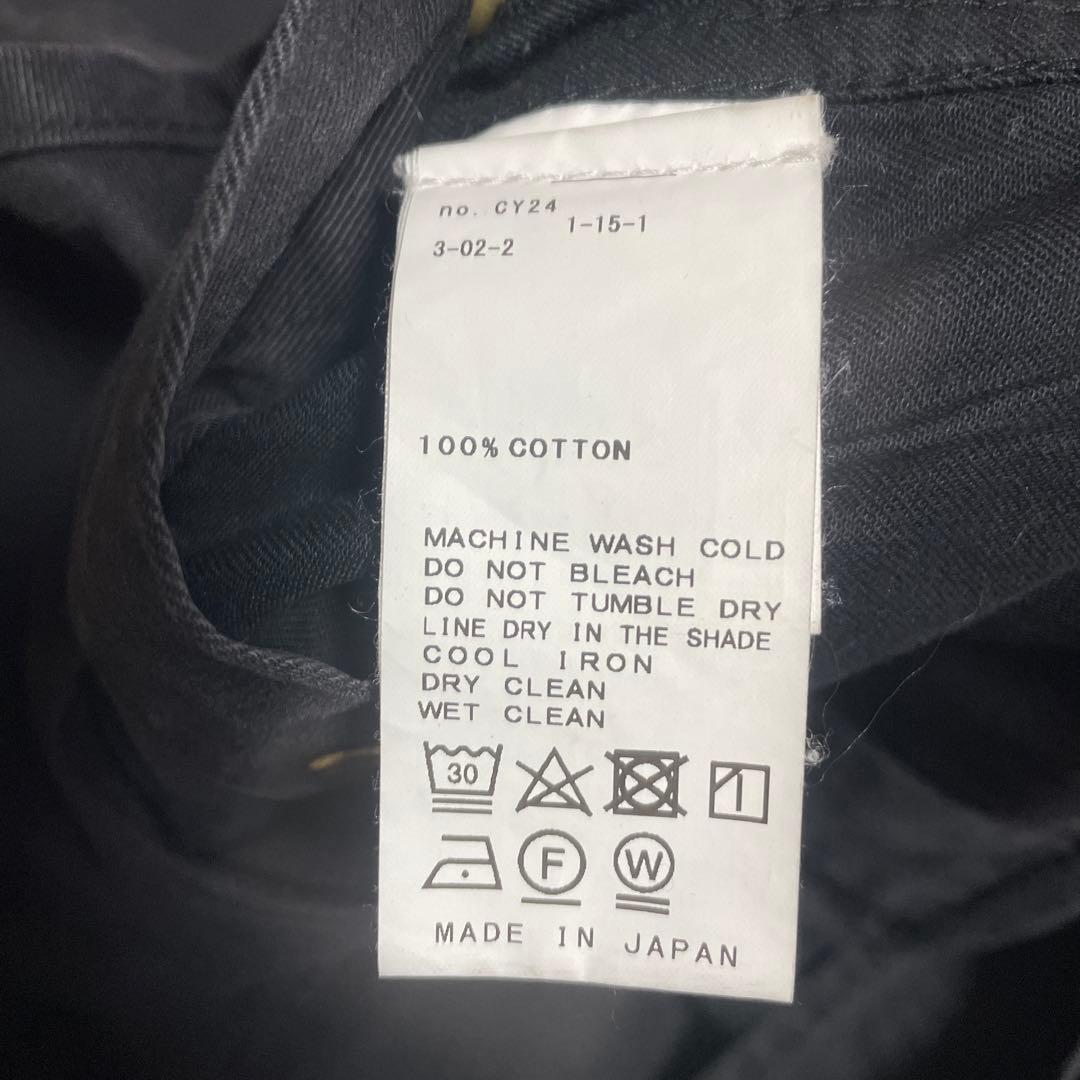 no. CY24
1-15-1
3-02-2
100% COTTON
MACHINE WASH COLD
DO NOT BLEACH
DO NOT TUMBLE DRY
LINE DRY IN THE SHADE
COOL IRON
DRY CLEAN
WET CLEAN
30
F W
MADE IN JAPAN